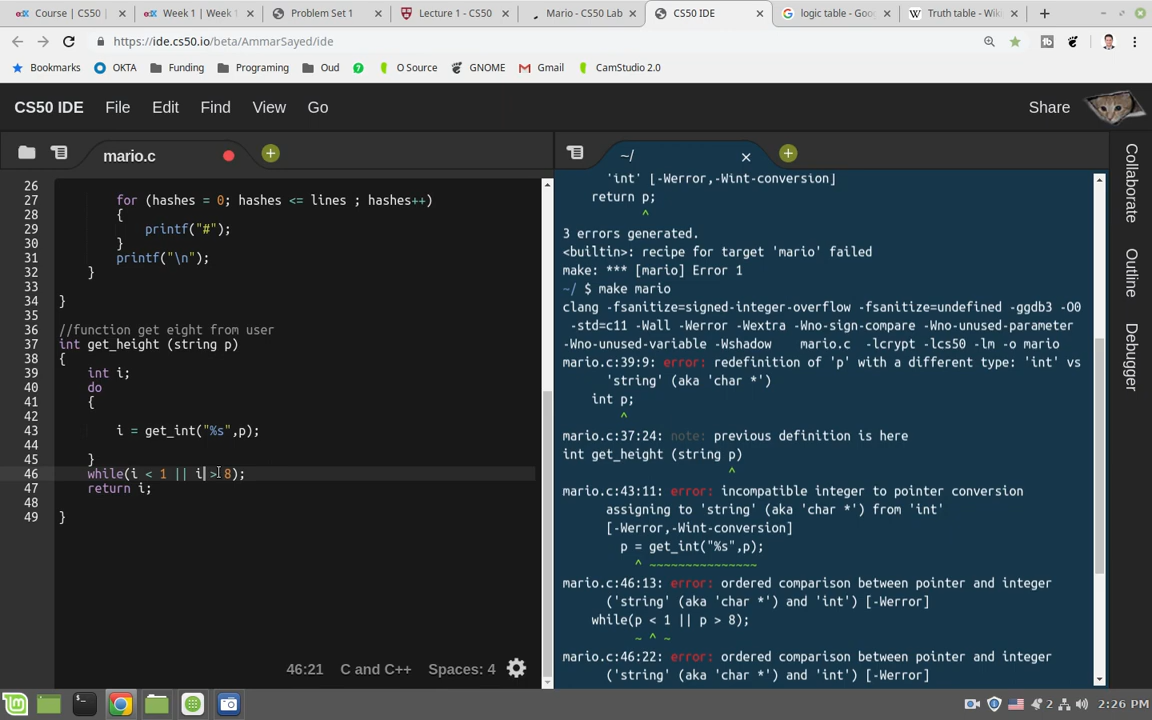 Course | CS50
Week 1 | Week
Problem Set 1
Lecture 1 - CS50
Mario - CS50 Lab
CS50 IDE
logic table - Goo
Truth table - Wiki
https://ide.cs50.io/beta/AmmarSayed/ide
Bookmarks
OKTA
Funding
Programing
Oud
O Source
GNOME
Gmail
CamStudio 2.0
CS50 IDE
File
Edit
Find
View
Go
Share
mario.c
26
27 for (hashes = 0; hashes <= lines ; hashes++)
28 {
29 printf("#");
30 }
31 printf("\n");
32 }
33
34 }
35
36 //function get eight from user
37 int get_height (string p)
38 {
39 int i;
40 do
41 {
42
43 i = get_int("%s",p);
44
45 }
46 while(i < 1 || i > 8);
47 return i;
48
49 }
46:21
C and C++
Spaces: 4
~/
'int' [-Werror,-Wint-conversion]
return p;
^
3 errors generated.
<builtin>: recipe for target 'mario' failed
make: *** [mario] Error 1
~/ $ make mario
clang -fsanitize=signed-integer-overflow -fsanitize=undefined -ggdb3 -O0
-std=c11 -Wall -Werror -Wextra -Wno-sign-compare -Wno-unused-parameter
-Wno-unused-variable -Wshadow mario.c -lcrypt -lcs50 -lm -o mario
mario.c:39:9: error: redefinition of 'p' with a different type: 'int' vs
'string' (aka 'char *')
int p;
^
mario.c:37:24: note: previous definition is here
int get_height (string p)
^
mario.c:43:11: error: incompatible integer to pointer conversion
assigning to 'string' (aka 'char *') from 'int'
[-Werror,-Wint-conversion]
p = get_int("%s",p);
^ ~~~~~~~~~~~~~~~
mario.c:46:13: error: ordered comparison between pointer and integer
('string' (aka 'char *') and 'int') [-Werror]
while(p < 1 || p > 8);
~ ^ ~
mario.c:46:22: error: ordered comparison between pointer and integer
('string' (aka 'char *') and 'int') [-Werror]
Collaborate
Outline
Debugger
2
2:26 PM